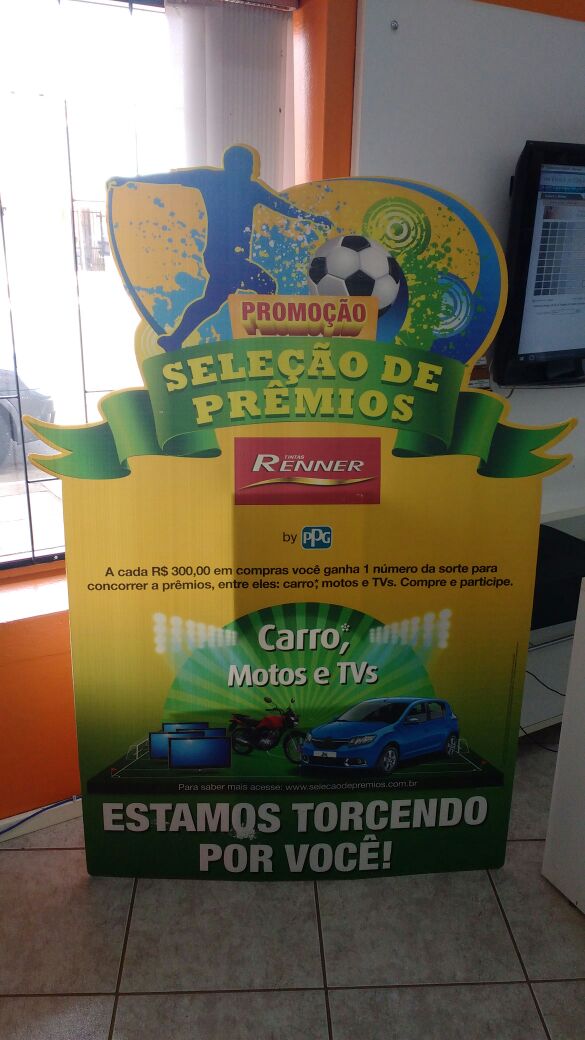 PROMOÇÃO
SELEÇÃO DE
PRÊMIOS
TINTAS
RENNER
by PPG
A cada R$ 300,00 em compras você ganha 1 número da sorte para
concorrer a prêmios, entre eles: carro*, motos e TVs. Compre e participe.
Carro*,
Motos e TVs
Para saber mais acesse: www.selecaodepremios.com.br
ESTAMOS TORCENDO
POR VOCÊ!